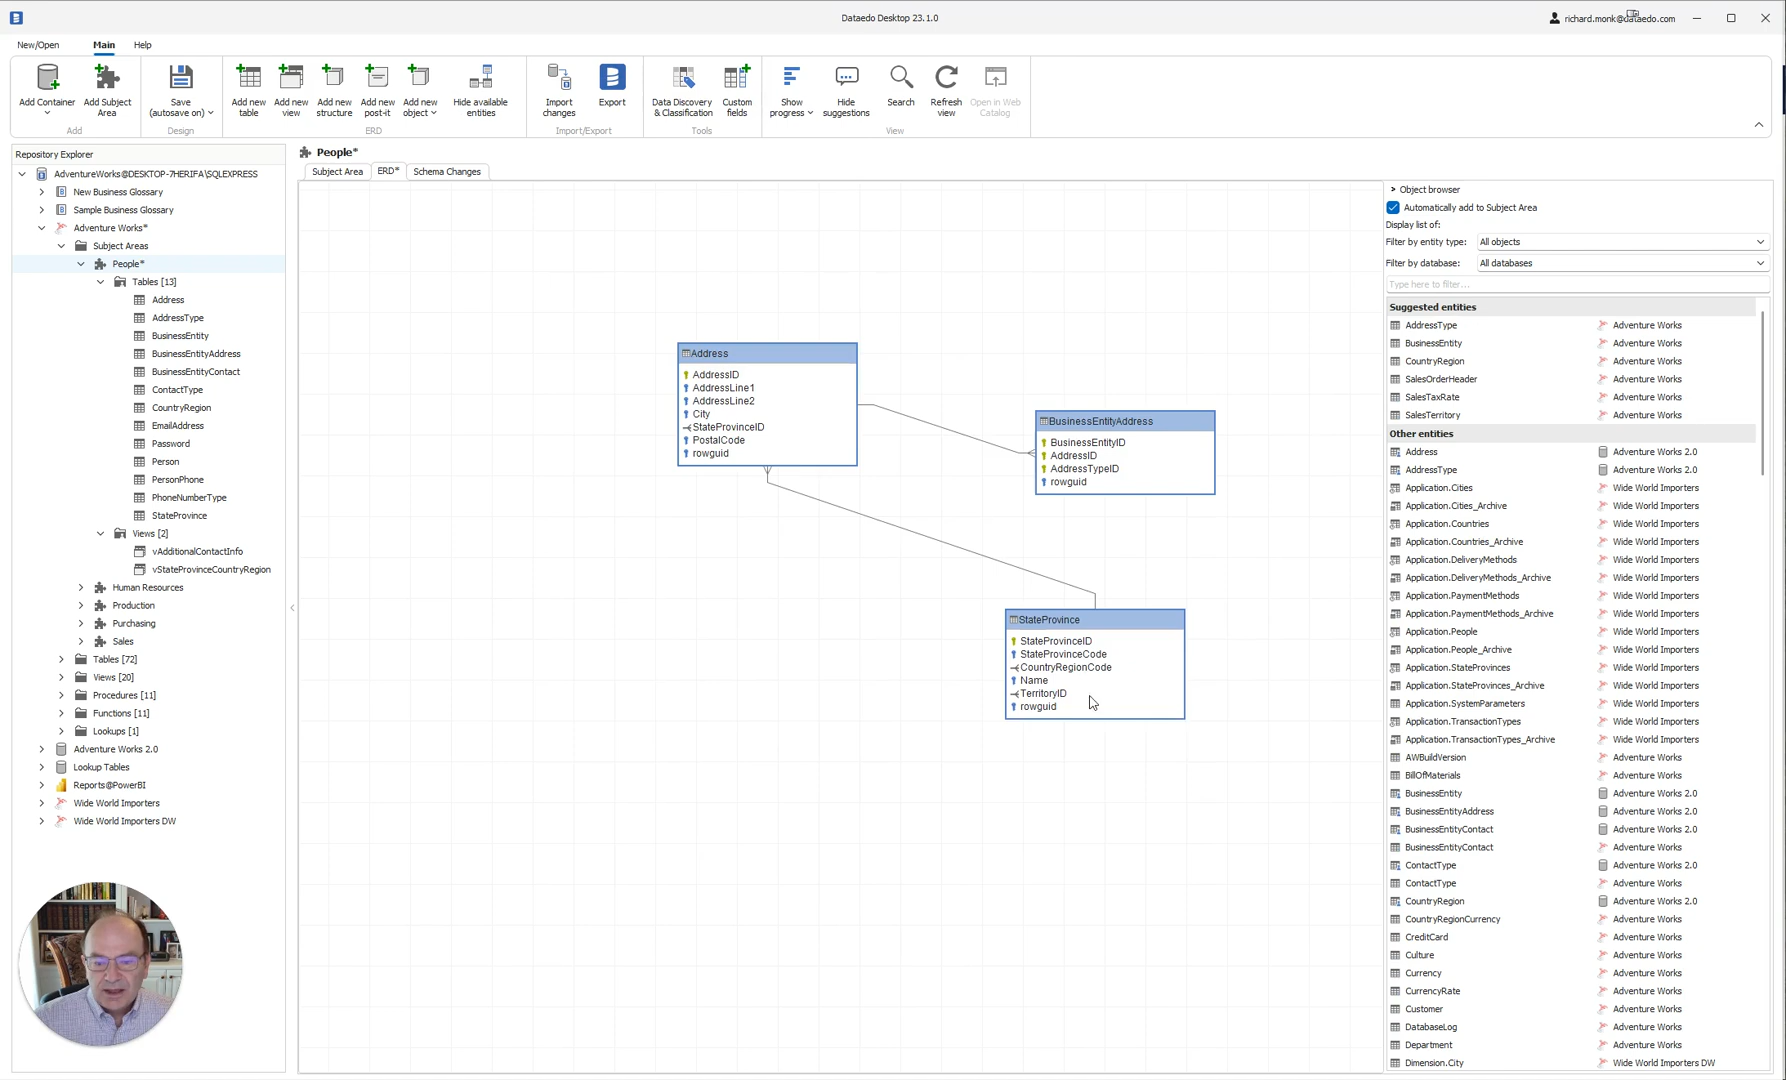 Dataedo Desktop 23.1.0
richard.monk@dataedo.com
New/Open
Main
Help
Add Container
Add Subject
Area
Save
(autosave on)
Add new
table
Add new
view
Add new
structure
Add new
post-it
Add new
object
Hide available
entities
Import
changes
Export
Data Discovery
& Classification
Custom
fields
Show
progress
Hide
suggestions
Search
Refresh
view
Open in Web
Catalog
Add
Design
ERD
Import/Export
Tools
View
Repository Explorer
AdventureWorks@DESKTOP-7HERIFA\SQLEXPRESS
New Business Glossary
Sample Business Glossary
Adventure Works*
Subject Areas
People*
Tables [13]
Address
AddressType
BusinessEntity
BusinessEntityAddress
BusinessEntityContact
ContactType
CountryRegion
EmailAddress
Password
Person
PersonPhone
PhoneNumberType
StateProvince
Views [2]
vAdditionalContactInfo
vStateProvinceCountryRegion
Human Resources
Production
Purchasing
Sales
Tables [72]
Views [20]
Procedures [11]
Functions [11]
Lookups [1]
Adventure Works 2.0
Lookup Tables
Reports@PowerBI
Wide World Importers
Wide World Importers DW
People*
Subject Area
ERD*
Schema Changes
Address
AddressID
AddressLine1
AddressLine2
City
StateProvinceID
PostalCode
rowguid
BusinessEntityAddress
BusinessEntityID
AddressID
AddressTypeID
rowguid
StateProvince
StateProvinceID
StateProvinceCode
CountryRegionCode
Name
TerritoryID
rowguid
Object browser
Automatically add to Subject Area
Display list of:
Filter by entity type: All objects
Filter by database: All databases
Type here to filter...
Suggested entities
AddressType Adventure Works
BusinessEntity Adventure Works
CountryRegion Adventure Works
SalesOrderHeader Adventure Works
SalesTaxRate Adventure Works
SalesTerritory Adventure Works
Other entities
Address Adventure Works 2.0
AddressType Adventure Works 2.0
Application.Cities Wide World Importers
Application.Cities_Archive Wide World Importers
Application.Countries Wide World Importers
Application.Countries_Archive Wide World Importers
Application.DeliveryMethods Wide World Importers
Application.DeliveryMethods_Archive Wide World Importers
Application.PaymentMethods Wide World Importers
Application.PaymentMethods_Archive Wide World Importers
Application.People Wide World Importers
Application.People_Archive Wide World Importers
Application.StateProvinces Wide World Importers
Application.StateProvinces_Archive Wide World Importers
Application.SystemParameters Wide World Importers
Application.TransactionTypes Wide World Importers
Application.TransactionTypes_Archive Wide World Importers
AWBuildVersion Adventure Works
BillOfMaterials Adventure Works
BusinessEntity Adventure Works 2.0
BusinessEntityAddress Adventure Works 2.0
BusinessEntityContact Adventure Works 2.0
BusinessEntityContact Adventure Works
ContactType Adventure Works 2.0
ContactType Adventure Works
CountryRegion Adventure Works 2.0
CountryRegionCurrency Adventure Works
CreditCard Adventure Works
Culture Adventure Works
Currency Adventure Works
CurrencyRate Adventure Works
Customer Adventure Works
DatabaseLog Adventure Works
Department Adventure Works
Dimension.City Wide World Importers DW